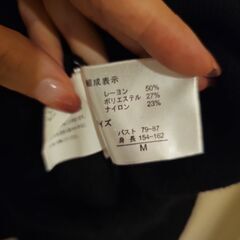 組成表示
レーヨン 50%
ポリエステル 27%
ナイロン 23%
イズ
バスト 79-87
身長 154-162
M